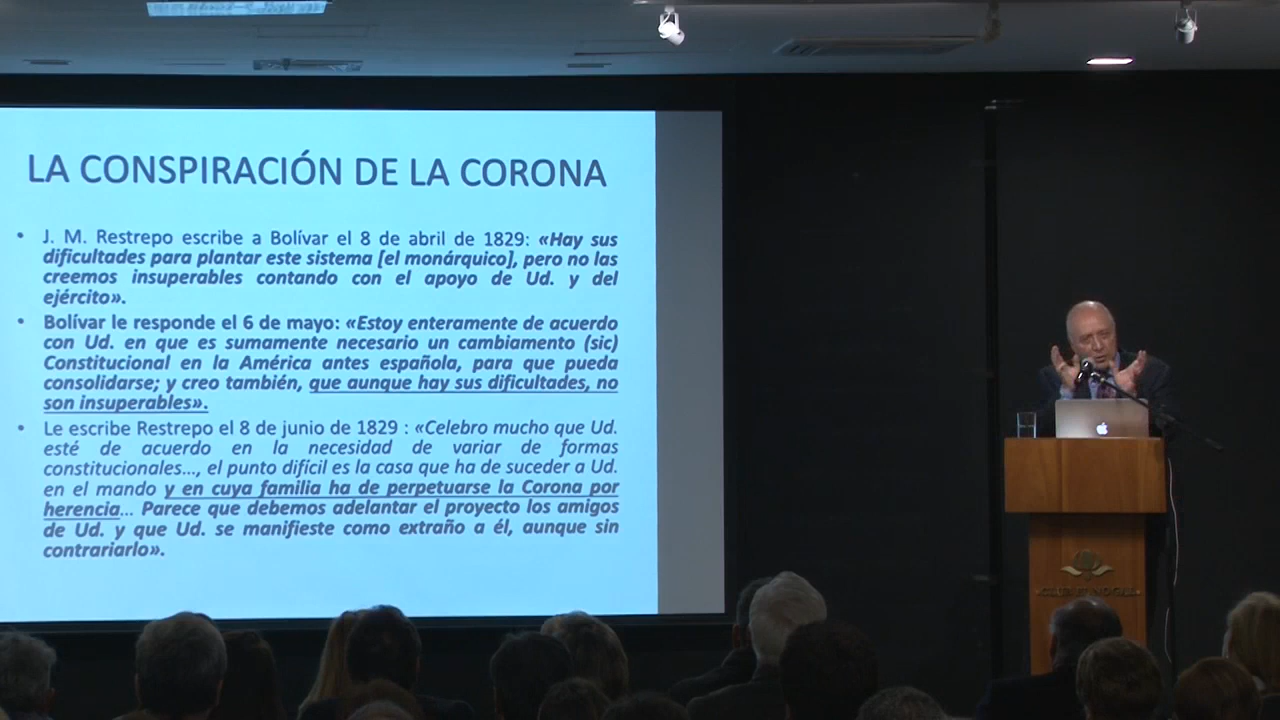 LA CONSPIRACIÓN DE LA CORONA
• J. M. Restrepo escribe a Bolívar el 8 de abril de 1829: «Hay sus
dificultades para plantar este sistema [el monárquico], pero no las
creemos insuperables contando con el apoyo de Ud. y del
ejército».
• Bolívar le responde el 6 de mayo: «Estoy enteramente de acuerdo
con Ud. en que es sumamente necesario un cambiamento (sic)
Constitucional en la América antes española, para que pueda
consolidarse; y creo también, que aunque hay sus dificultades, no
son insuperables».
• Le escribe Restrepo el 8 de junio de 1829 : «Celebro mucho que Ud.
esté de acuerdo en la necesidad de variar de formas
constitucionales..., el punto difícil es la casa que ha de suceder a Ud.
en el mando y en cuya familia ha de perpetuarse la Corona por
herencia... Parece que debemos adelantar el proyecto los amigos
de Ud. y que Ud. se manifieste como extraño a él, aunque sin
contrariarlo».
CLUB EL NOGAL